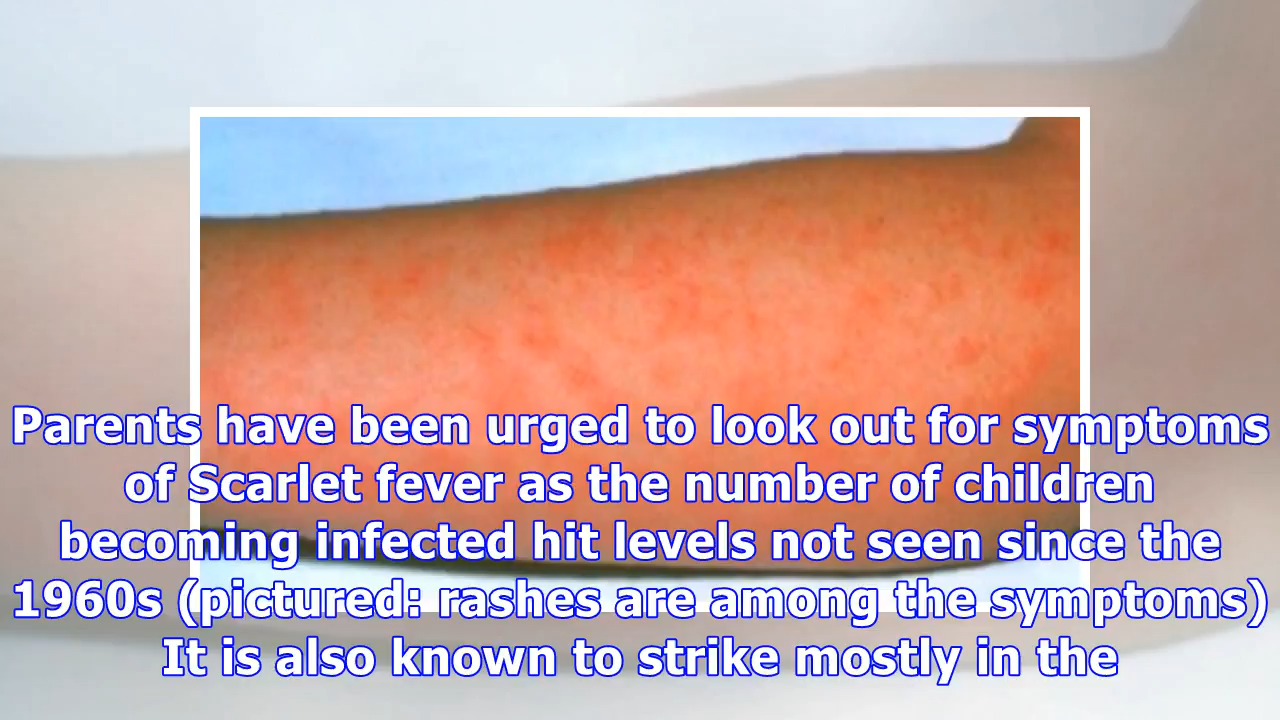 Parents have been urged to look out for symptoms
of Scarlet fever as the number of children
becoming infected hit levels not seen since the
1960s (pictured: rashes are among the symptoms)
It is also known to strike mostly in the